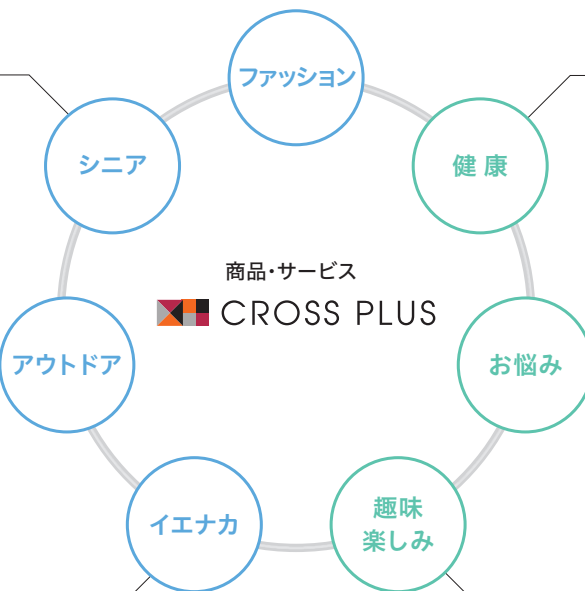 ファッション
シニア
健康
商品・サービス
CROSS PLUS
アウトドア
お悩み
イエナカ
趣味
楽しみ